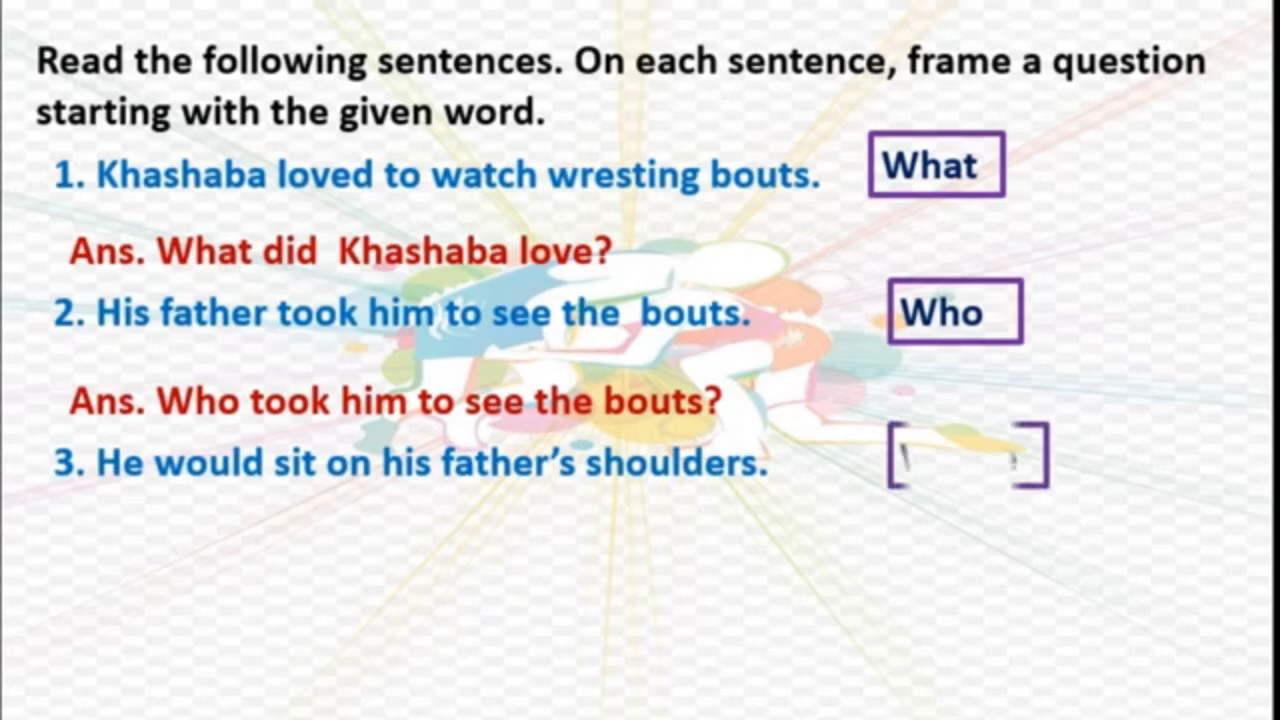 Read the following sentences. On each sentence, frame a question
starting with the given word.
1. Khashaba loved to watch wresting bouts.
What
Ans. What did Khashaba love?
2. His father took him to see the bouts.
Who
Ans. Who took him to see the bouts?
3. He would sit on his father’s shoulders.